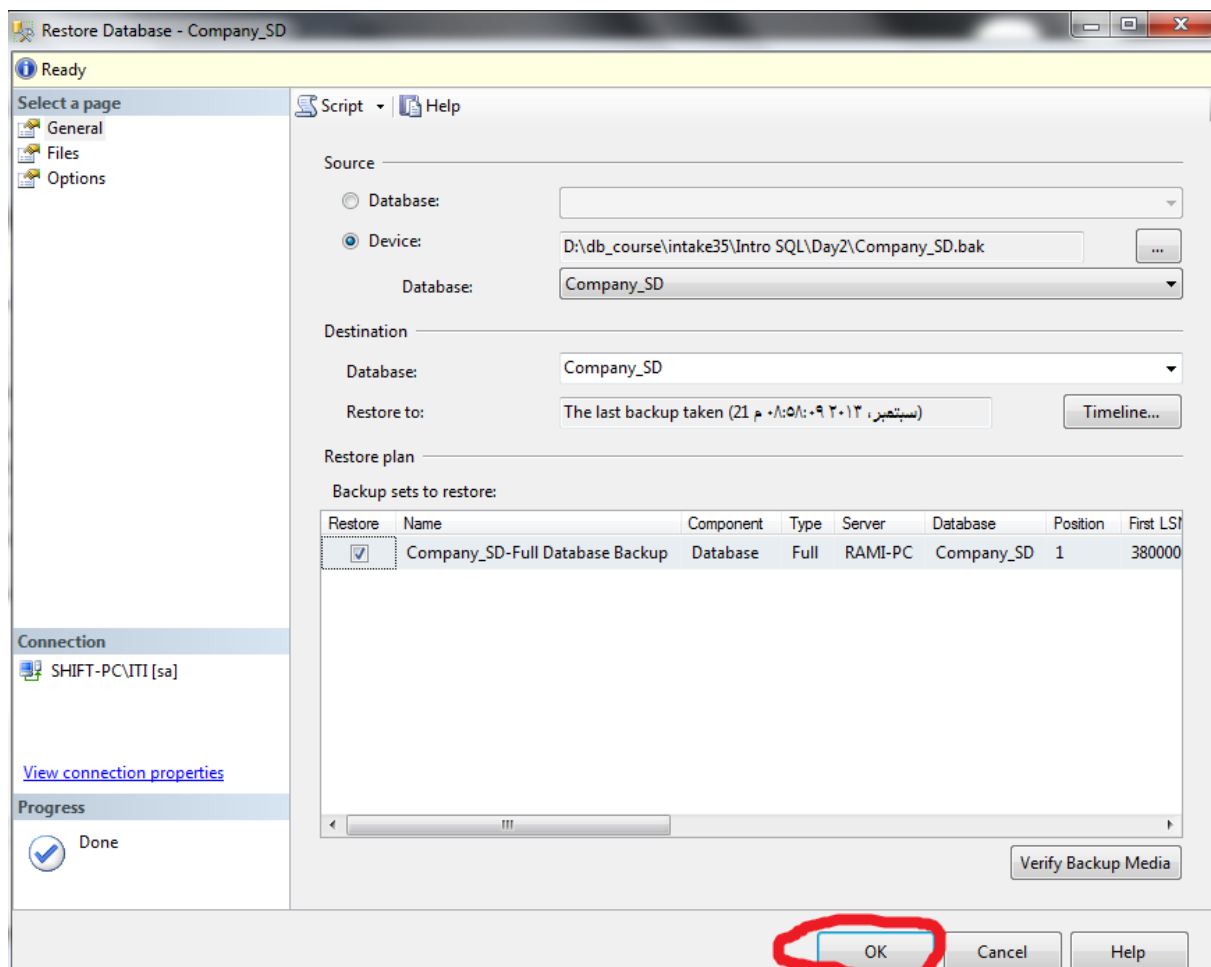 Restore Database - Company_SD
Ready
Select a page
General
Files
Options
Script
Help
Source
Database:
Device:
D:\db_course\intake35\Intro SQL\Day2\Company_SD.bak
...
Database:
Company_SD
Destination
Database:
Company_SD
Restore to:
The last backup taken (21 سبتمبر، ٢٠١٣ ٠٨:٥٨:٠٩ م)
Timeline...
Restore plan
Backup sets to restore:
Restore Name Component Type Server Database Position First LSN
Company_SD-Full Database Backup Database Full RAMI-PC Company_SD 1 380000
Connection
SHIFT-PC\ITI [sa]
View connection properties
Progress
Done
Verify Backup Media
OK Cancel Help